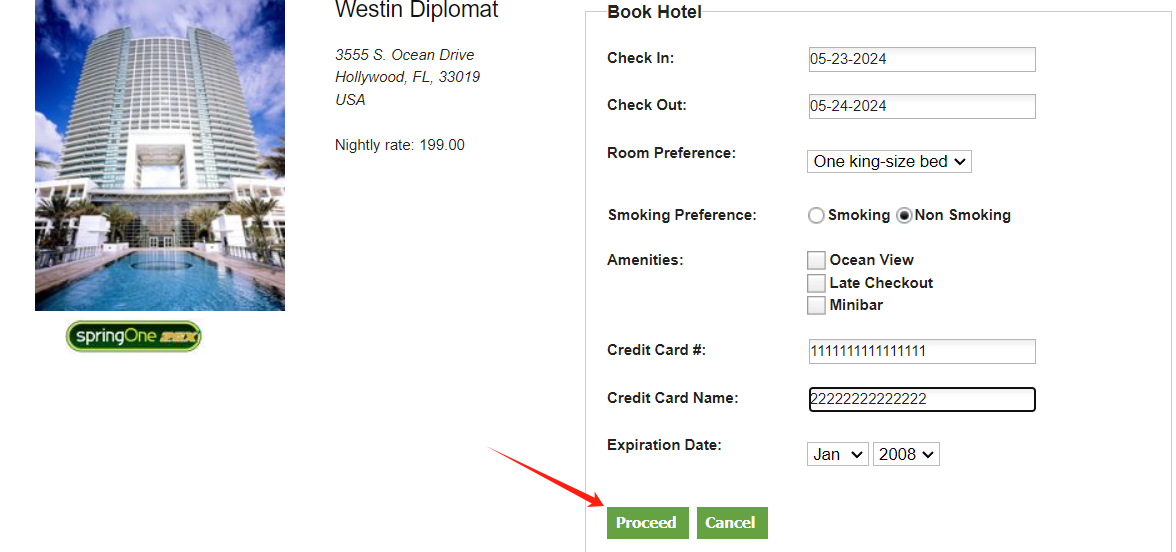 Westin Diplomat
3555 S. Ocean Drive
Hollywood, FL, 33019
USA
Nightly rate: 199.00
springOne 2GX
Book Hotel
Check In: 05-23-2024
Check Out: 05-24-2024
Room Preference: One king-size bed
Smoking Preference: Smoking Non Smoking
Amenities: Ocean View
Late Checkout
Minibar
Credit Card #: 1111111111111111
Credit Card Name: 22222222222222
Expiration Date: Jan 2008
Proceed Cancel